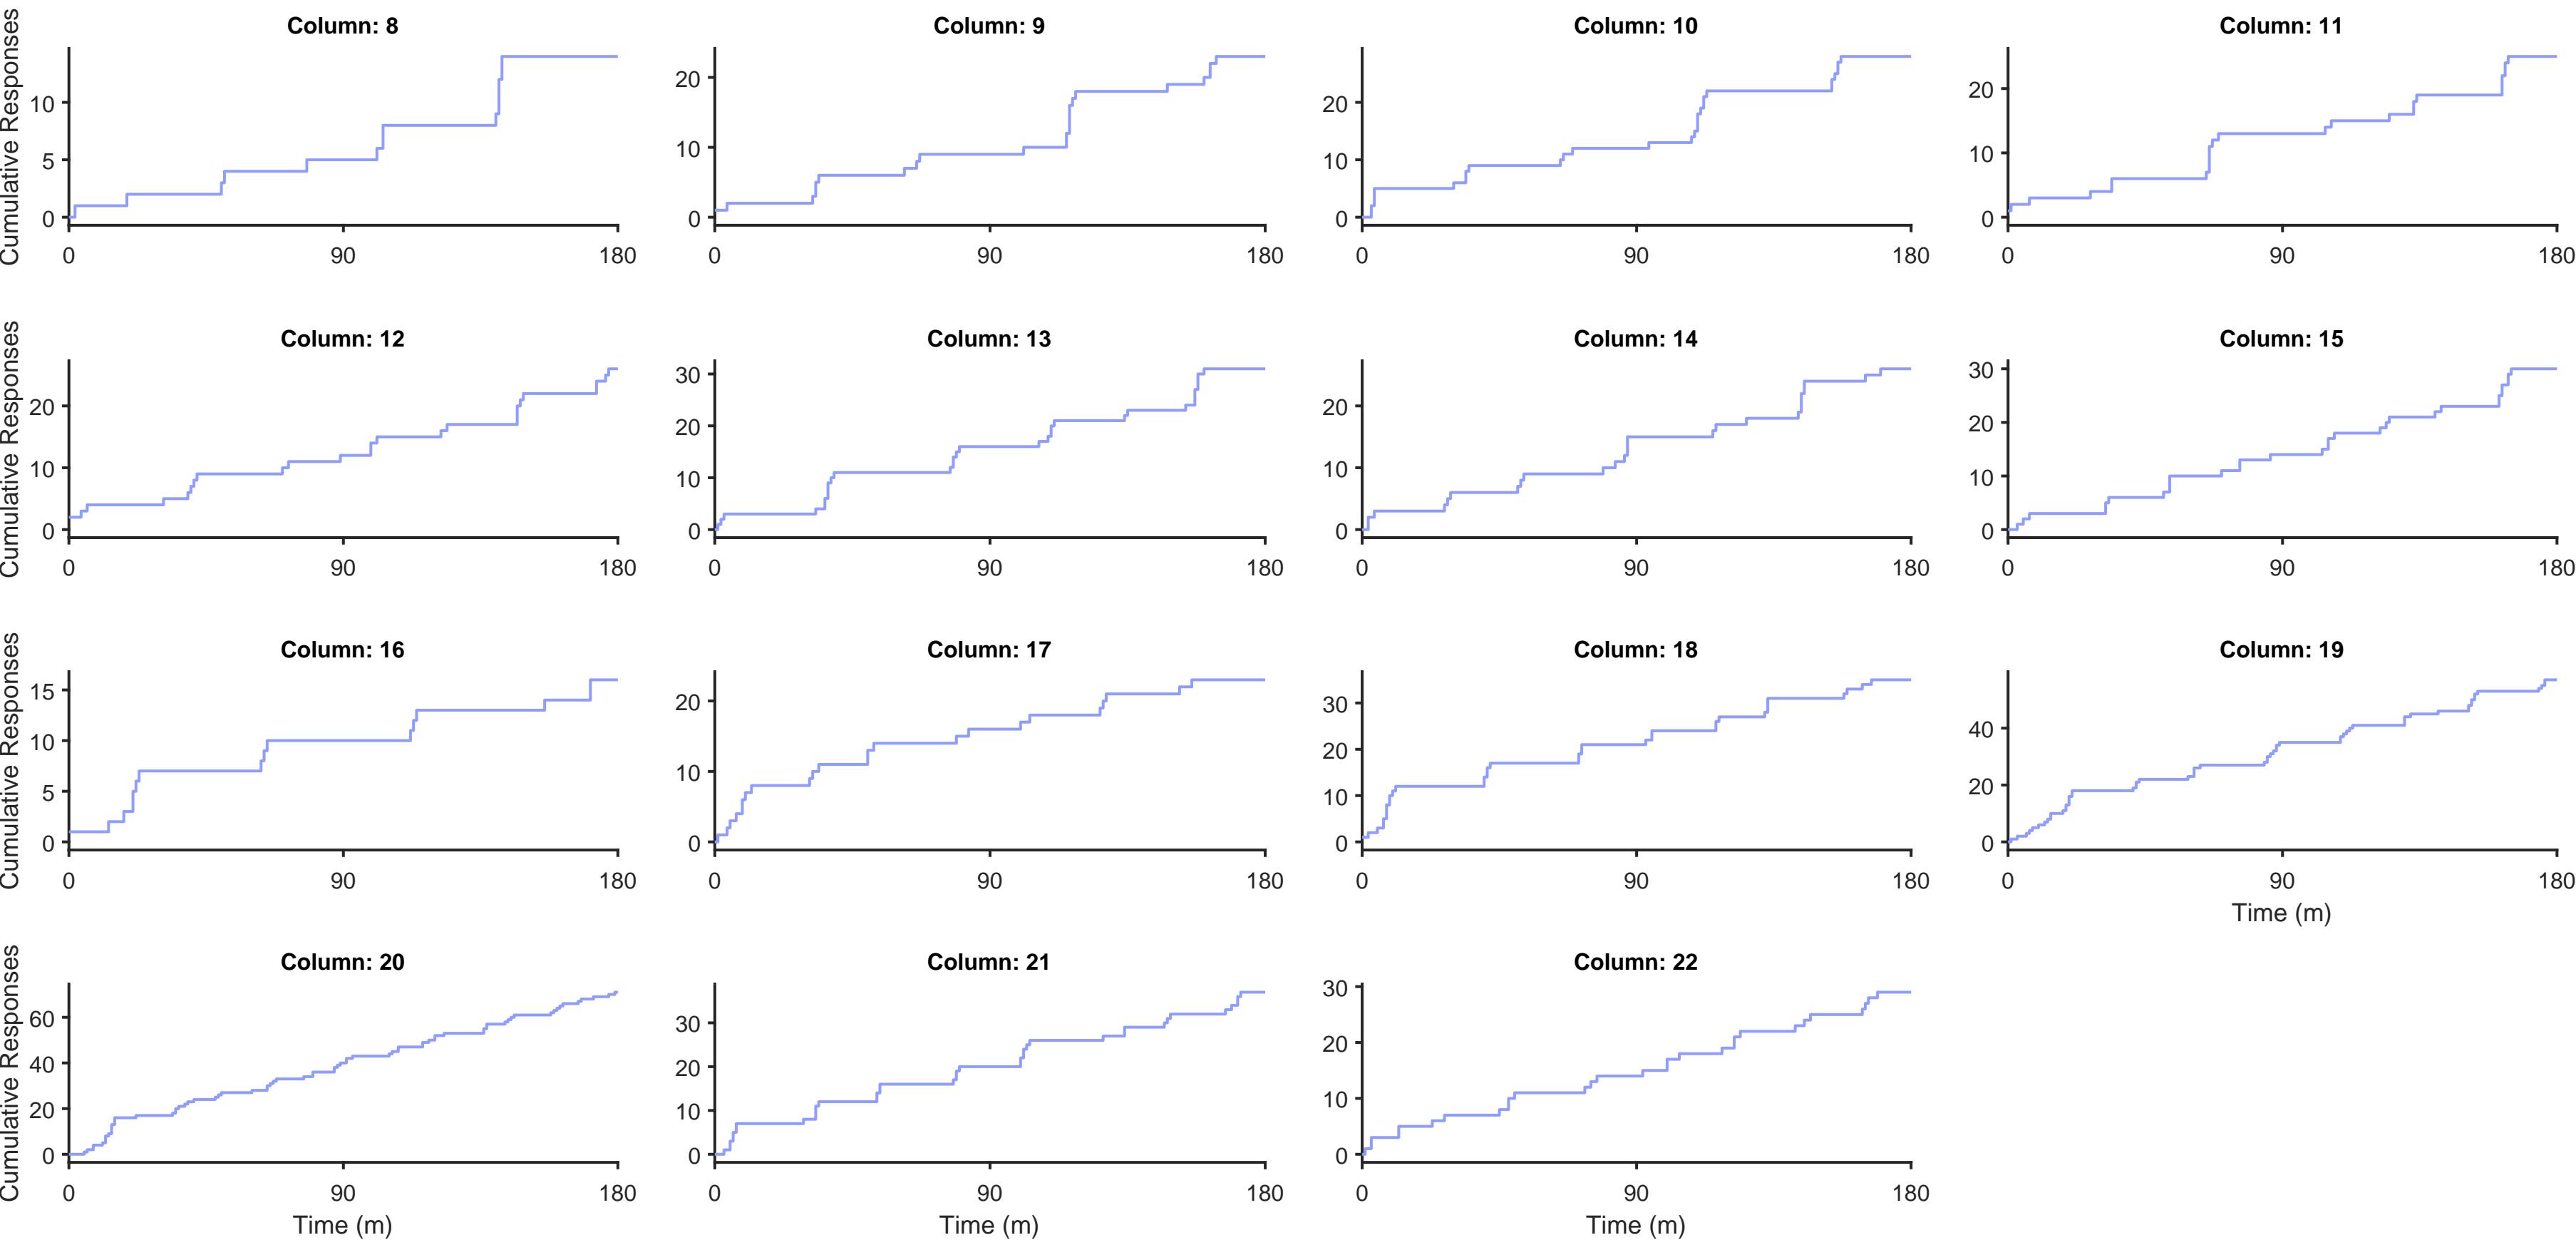 Column: 8
Cumulative Responses
10
5
0
0 90 180
Column: 9
20
10
0
0 90 180
Column: 10
20
10
0
0 90 180
Column: 11
20
10
0
0 90 180
Column: 12
Cumulative Responses
20
10
0
0 90 180
Column: 13
30
20
10
0
0 90 180
Column: 14
20
10
0
0 90 180
Column: 15
30
20
10
0
0 90 180
Column: 16
Cumulative Responses
15
10
5
0
0 90 180
Column: 17
20
10
0
0 90 180
Column: 18
30
20
10
0
0 90 180
Column: 19
40
20
0
0 90 180
Time (m)
Column: 20
Cumulative Responses
60
40
20
0
0 90 180
Time (m)
Column: 21
30
20
10
0
0 90 180
Time (m)
Column: 22
30
20
10
0
0 90 180
Time (m)